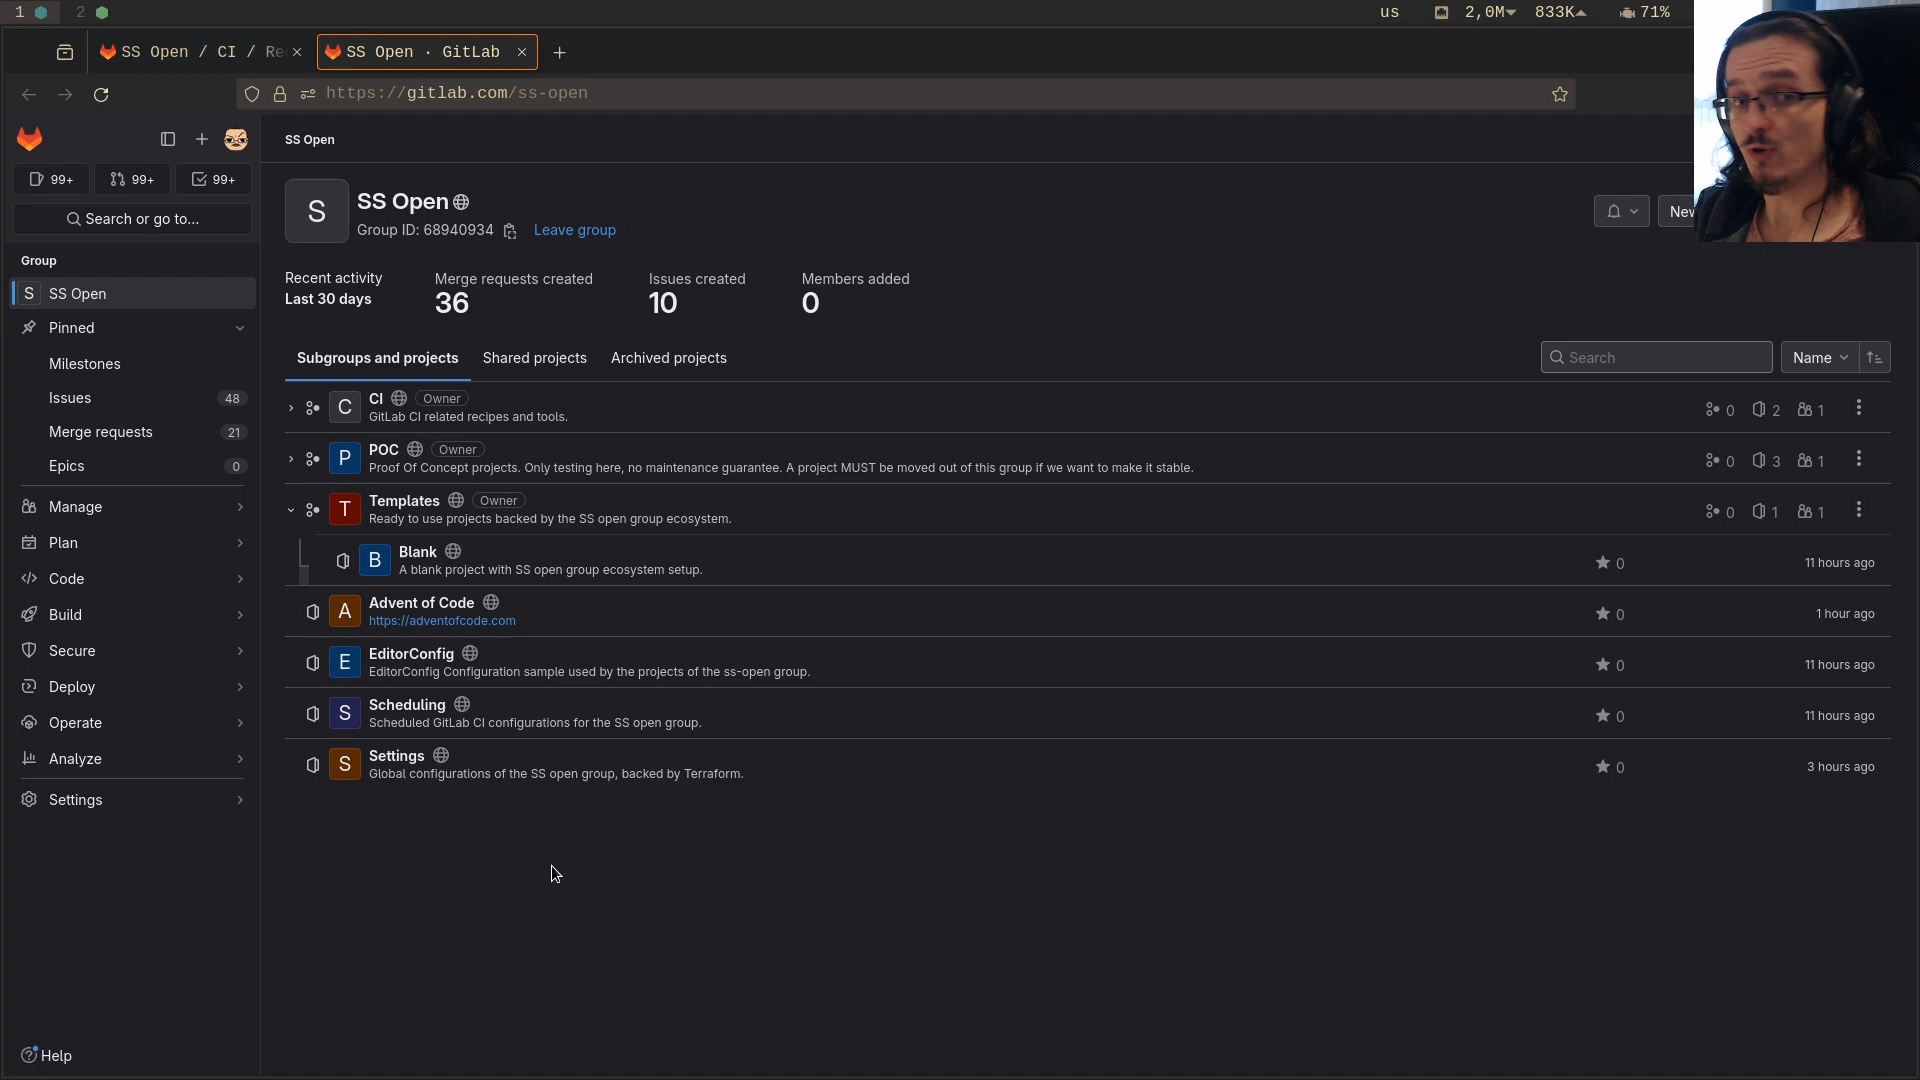 1 2 us 2,0M 833K 71%
SS Open / CI / Re SS Open · GitLab
https://gitlab.com/ss-open
SS Open
99+ 99+ 99+
Search or go to...
Group
SS Open
Pinned
Milestones
Issues 48
Merge requests 21
Epics 0
Manage
Plan
Code
Build
Secure
Deploy
Operate
Analyze
Settings
Help
S
SS Open
Group ID: 68940934 Leave group
New
Recent activity
Last 30 days
Merge requests created
36
Issues created
10
Members added
0
Subgroups and projects Shared projects Archived projects
Search Name
C CI Owner 0 2 1
GitLab CI related recipes and tools.
P POC Owner 0 3 1
Proof Of Concept projects. Only testing here, no maintenance guarantee. A project MUST be moved out of this group if we want to make it stable.
T Templates Owner 0 1 1
Ready to use projects backed by the SS open group ecosystem.
B Blank 0 11 hours ago
A blank project with SS open group ecosystem setup.
A Advent of Code 0 1 hour ago
https://adventofcode.com
E EditorConfig 0 11 hours ago
EditorConfig Configuration sample used by the projects of the ss-open group.
S Scheduling 0 11 hours ago
Scheduled GitLab CI configurations for the SS open group.
S Settings 0 3 hours ago
Global configurations of the SS open group, backed by Terraform.